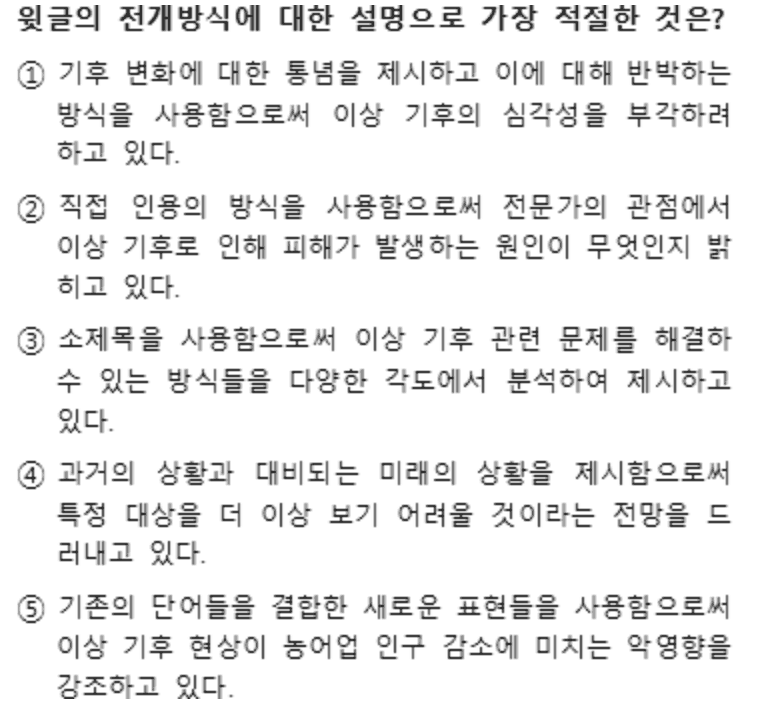 윗글의 전개방식에 대한 설명으로 가장 적절한 것은?
① 기후 변화에 대한 통념을 제시하고 이에 대해 반박하는
방식을 사용함으로써 이상 기후의 심각성을 부각하려
하고 있다.
② 직접 인용의 방식을 사용함으로써 전문가의 관점에서
이상 기후로 인해 피해가 발생하는 원인이 무엇인지 밝
히고 있다.
③ 소제목을 사용함으로써 이상 기후 관련 문제를 해결하
수 있는 방식들을 다양한 각도에서 분석하여 제시하고
있다.
④ 과거의 상황과 대비되는 미래의 상황을 제시함으로써
특정 대상을 더 이상 보기 어려울 것이라는 전망을 드
러내고 있다.
⑤ 기존의 단어들을 결합한 새로운 표현들을 사용함으로써
이상 기후 현상이 농어업 인구 감소에 미치는 악영향을
강조하고 있다.